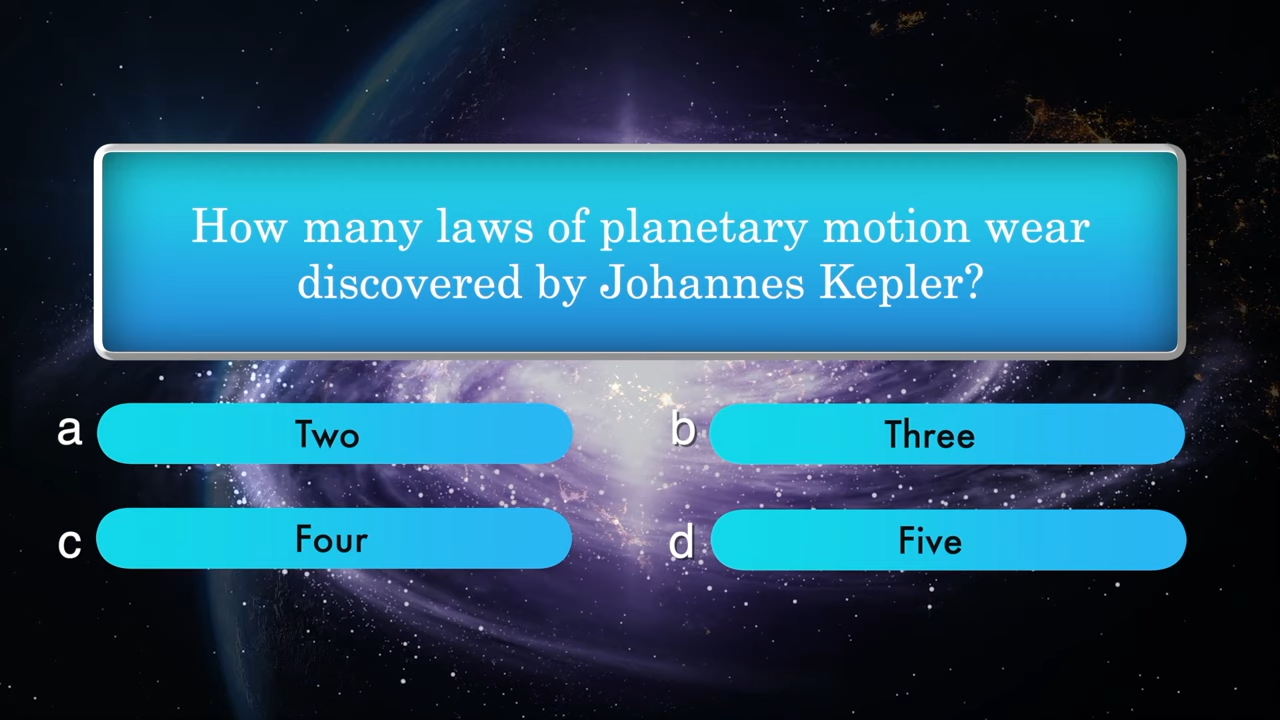 How many laws of planetary motion wear
discovered by Johannes Kepler?
a Two
b Three
c Four
d Five